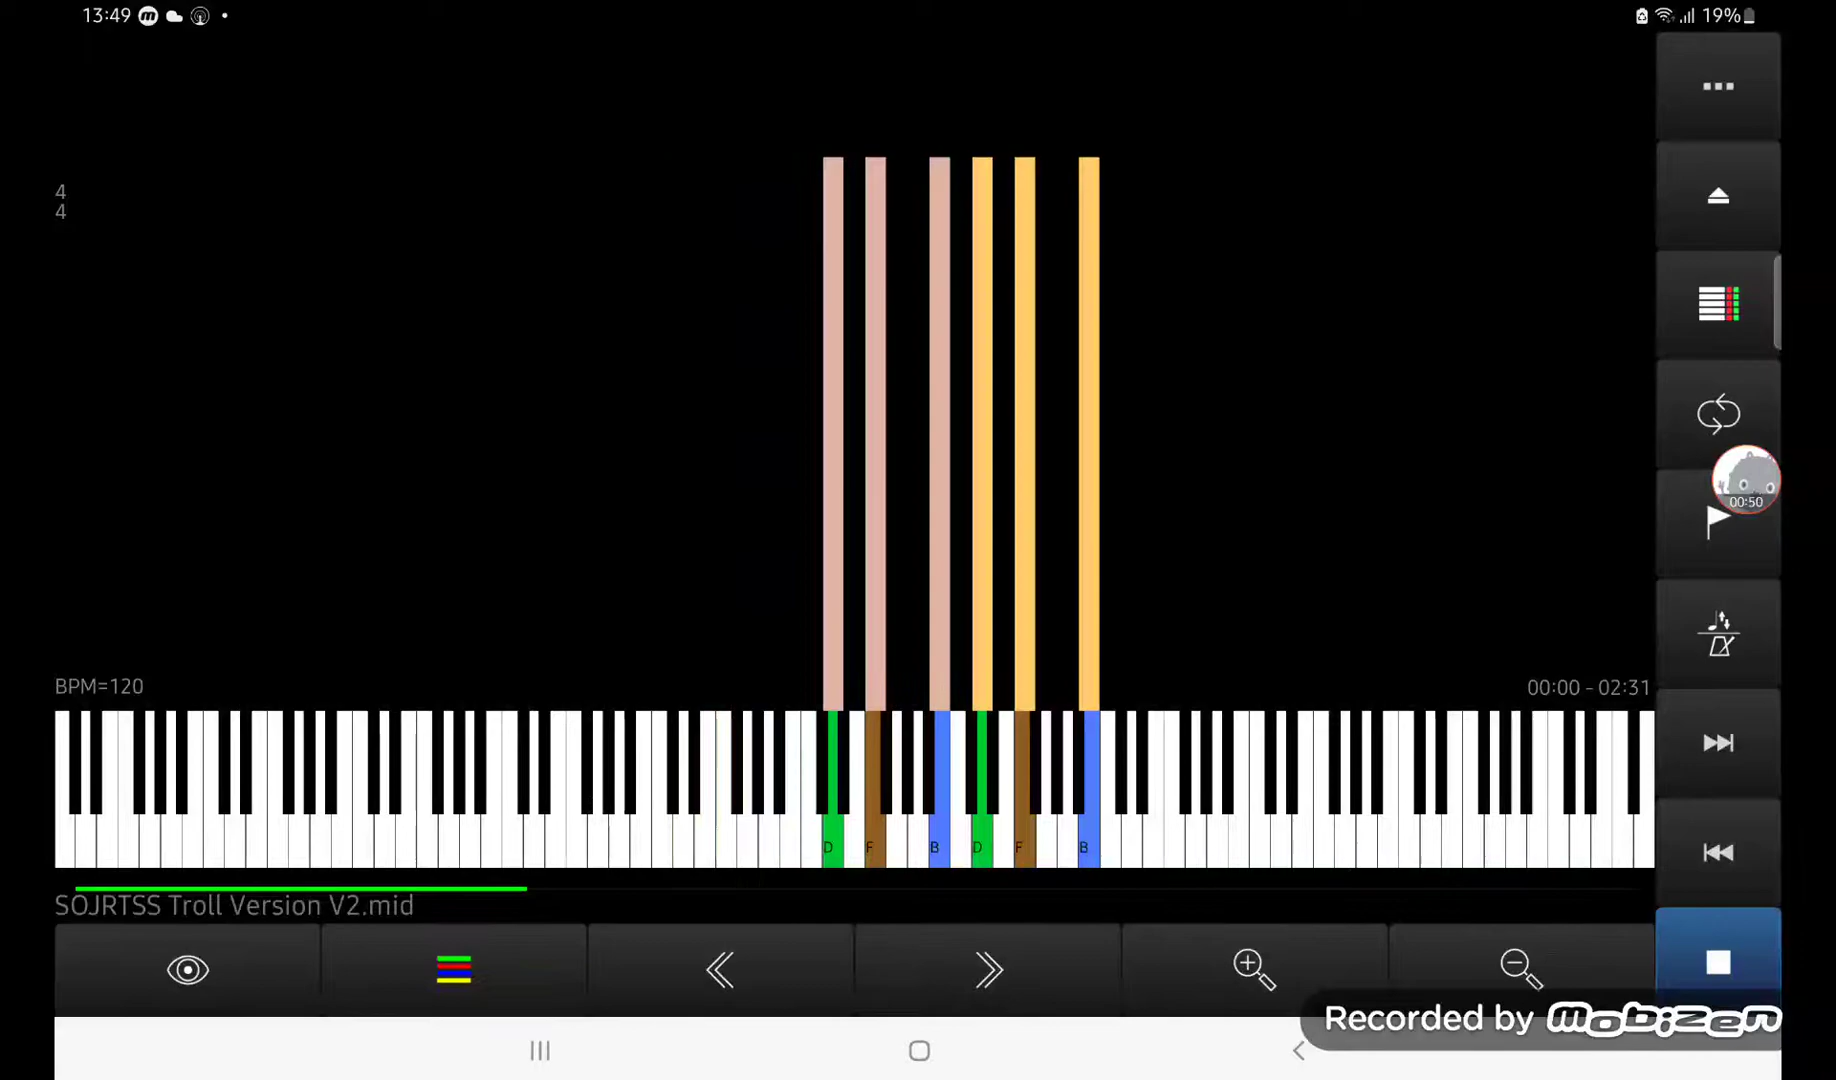 13:49
19%
4
4
00:50
BPM=120
00:00 - 02:31
D F B D F B
SOJRTSS Troll Version V2.mid
Recorded by mobizen